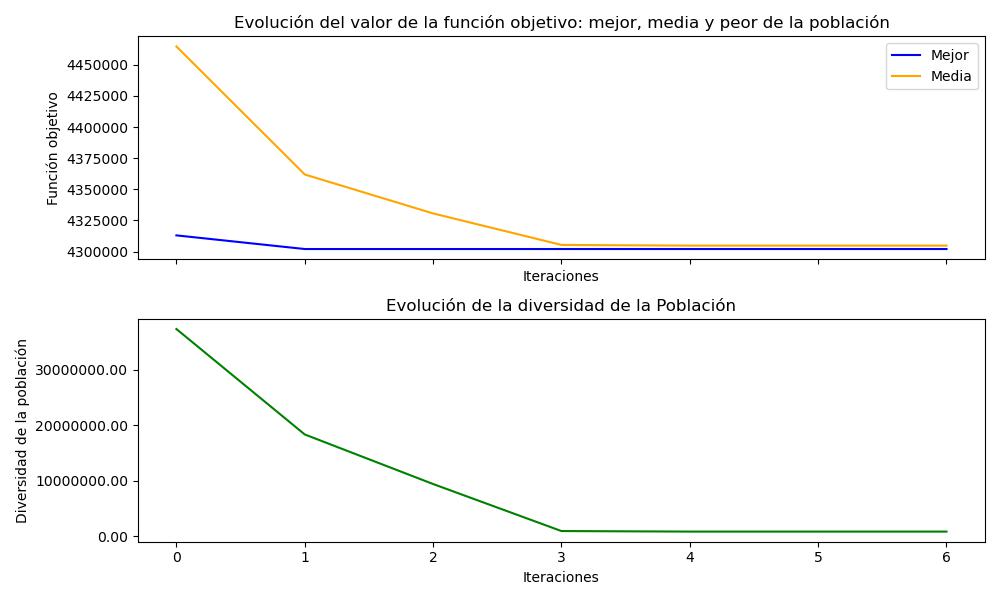 Evolución del valor de la función objetivo: mejor, media y peor de la población
Función objetivo
4450000
4425000
4400000
4375000
4350000
4325000
4300000
Mejor
Media
Iteraciones
Evolución de la diversidad de la Población
Diversidad de la población
30000000.00
20000000.00
10000000.00
0.00
0 1 2 3 4 5 6
Iteraciones